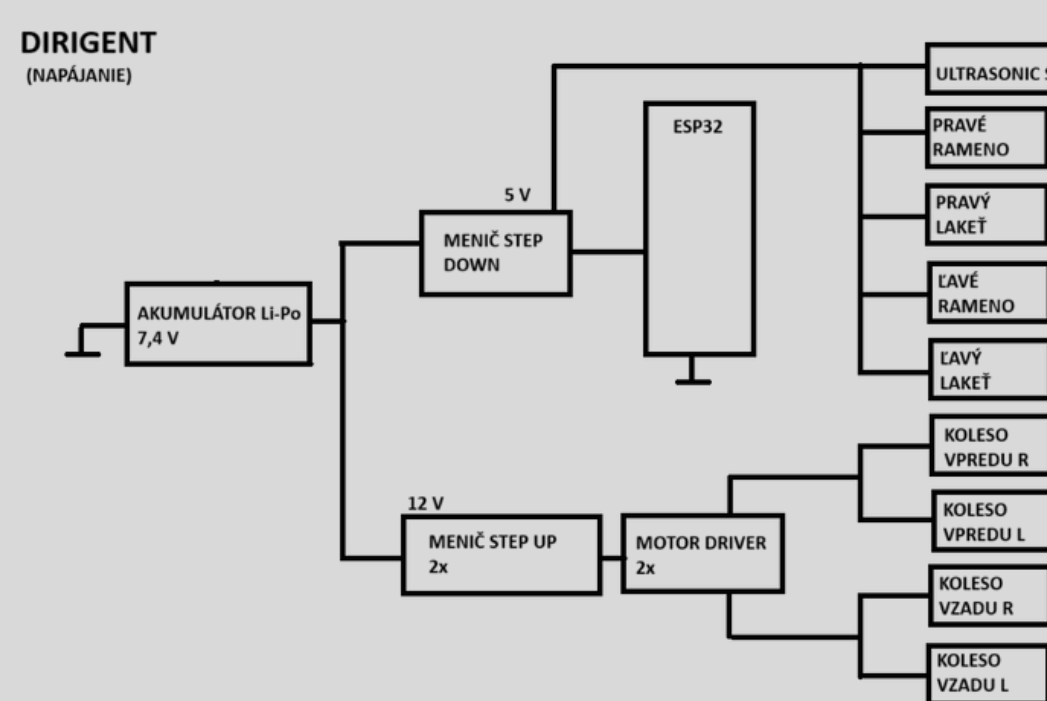 DIRIGENT
(NAPÁJANIE)
ULTRASONIC
ESP32
PRAVÉ
RAMENO
5 V
PRAVÝ
LAKEŤ
MENIČ STEP
DOWN
ĽAVÉ
RAMENO
AKUMULÁTOR Li-Po
7,4 V
ĽAVÝ
LAKEŤ
KOLESO
VPREDU R
12 V
KOLESO
VPREDU L
MENIČ STEP UP
2x
MOTOR DRIVER
2x
KOLESO
VZADU R
KOLESO
VZADU L